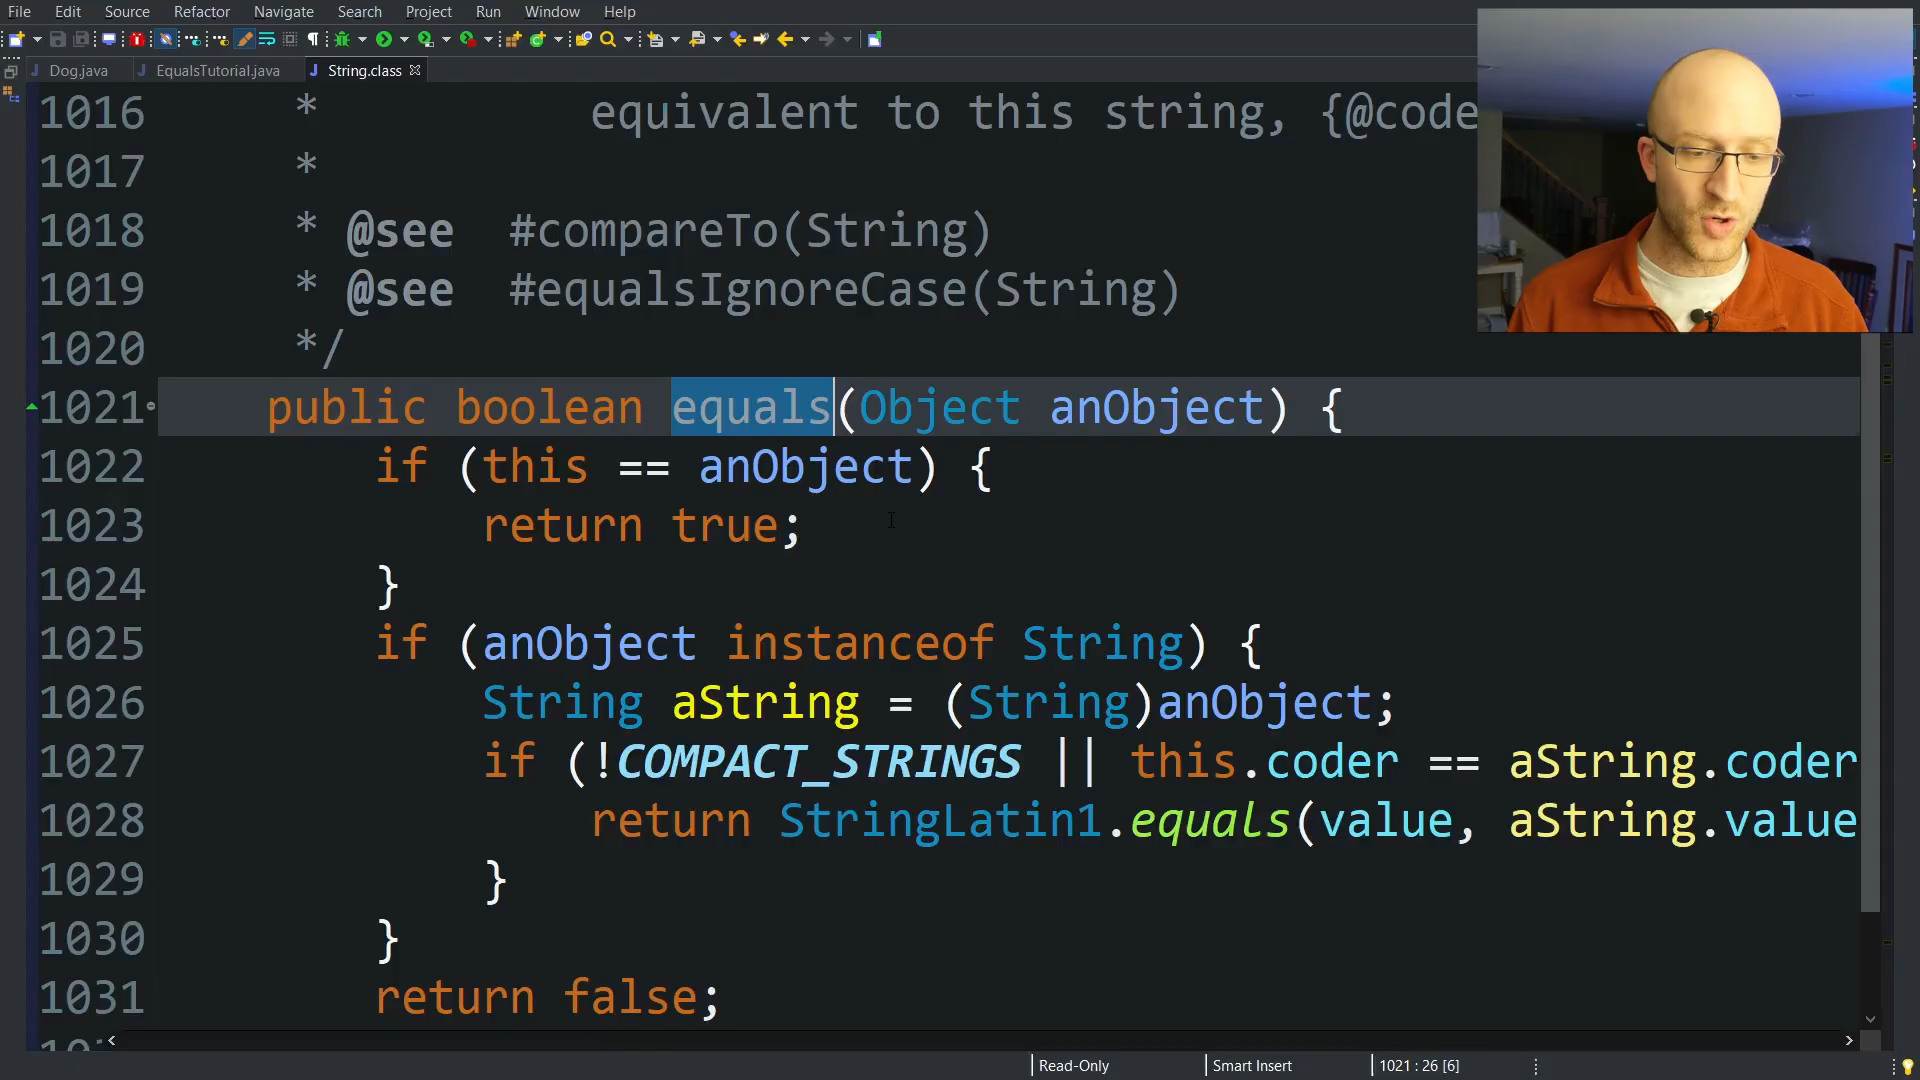 File Edit Source Refactor Navigate Search Project Run Window Help
Dog.java EqualsTutorial.java String.class
1016 * equivalent to this string, {@code
1017 *
1018 * @see #compareTo(String)
1019 * @see #equalsIgnoreCase(String)
1020 */
1021 public boolean equals(Object anObject) {
1022 if (this == anObject) {
1023 return true;
1024 }
1025 if (anObject instanceof String) {
1026 String aString = (String)anObject;
1027 if (!COMPACT_STRINGS || this.coder == aString.coder
1028 return StringLatin1.equals(value, aString.value
1029 }
1030 }
1031 return false;
Read-Only Smart Insert 1021 : 26 [6]